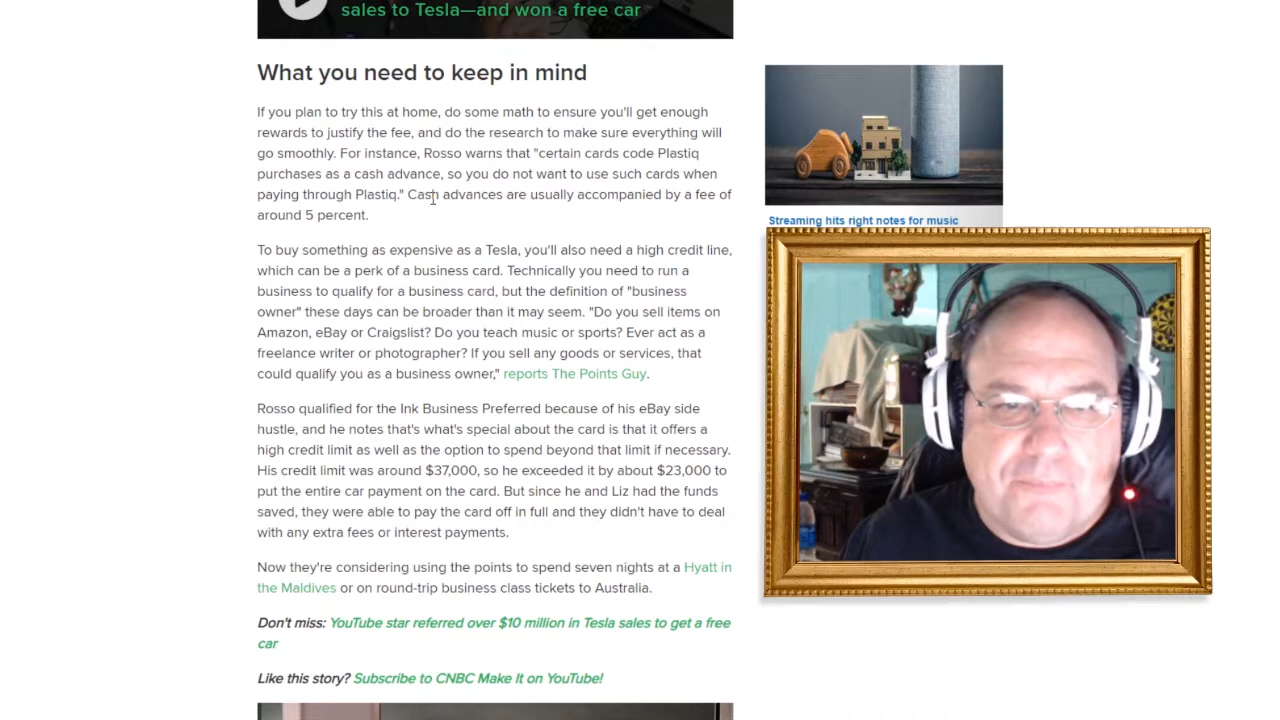 sales to Tesla—and won a free car
What you need to keep in mind
If you plan to try this at home, do some math to ensure you'll get enough
rewards to justify the fee, and do the research to make sure everything will
go smoothly. For instance, Rosso warns that "certain cards code Plastiq
purchases as a cash advance, so you do not want to use such cards when
paying through Plastiq." Cash advances are usually accompanied by a fee of
around 5 percent.
To buy something as expensive as a Tesla, you'll also need a high credit line,
which can be a perk of a business card. Technically you need to run a
business to qualify for a business card, but the definition of "business
owner" these days can be broader than it may seem. "Do you sell items on
Amazon, eBay or Craigslist? Do you teach music or sports? Ever act as a
freelance writer or photographer? If you sell any goods or services, that
could qualify you as a business owner," reports The Points Guy.
Rosso qualified for the Ink Business Preferred because of his eBay side
hustle, and he notes that's what's special about the card is that it offers a
high credit limit as well as the option to spend beyond that limit if necessary.
His credit limit was around $37,000, so he exceeded it by about $23,000 to
put the entire car payment on the card. But since he and Liz had the funds
saved, they were able to pay the card off in full and they didn't have to deal
with any extra fees or interest payments.
Now they're considering using the points to spend seven nights at a Hyatt in
the Maldives or on round-trip business class tickets to Australia.
Don't miss: YouTube star referred over $10 million in Tesla sales to get a free
car
Like this story? Subscribe to CNBC Make It on YouTube!
Streaming hits right notes for music